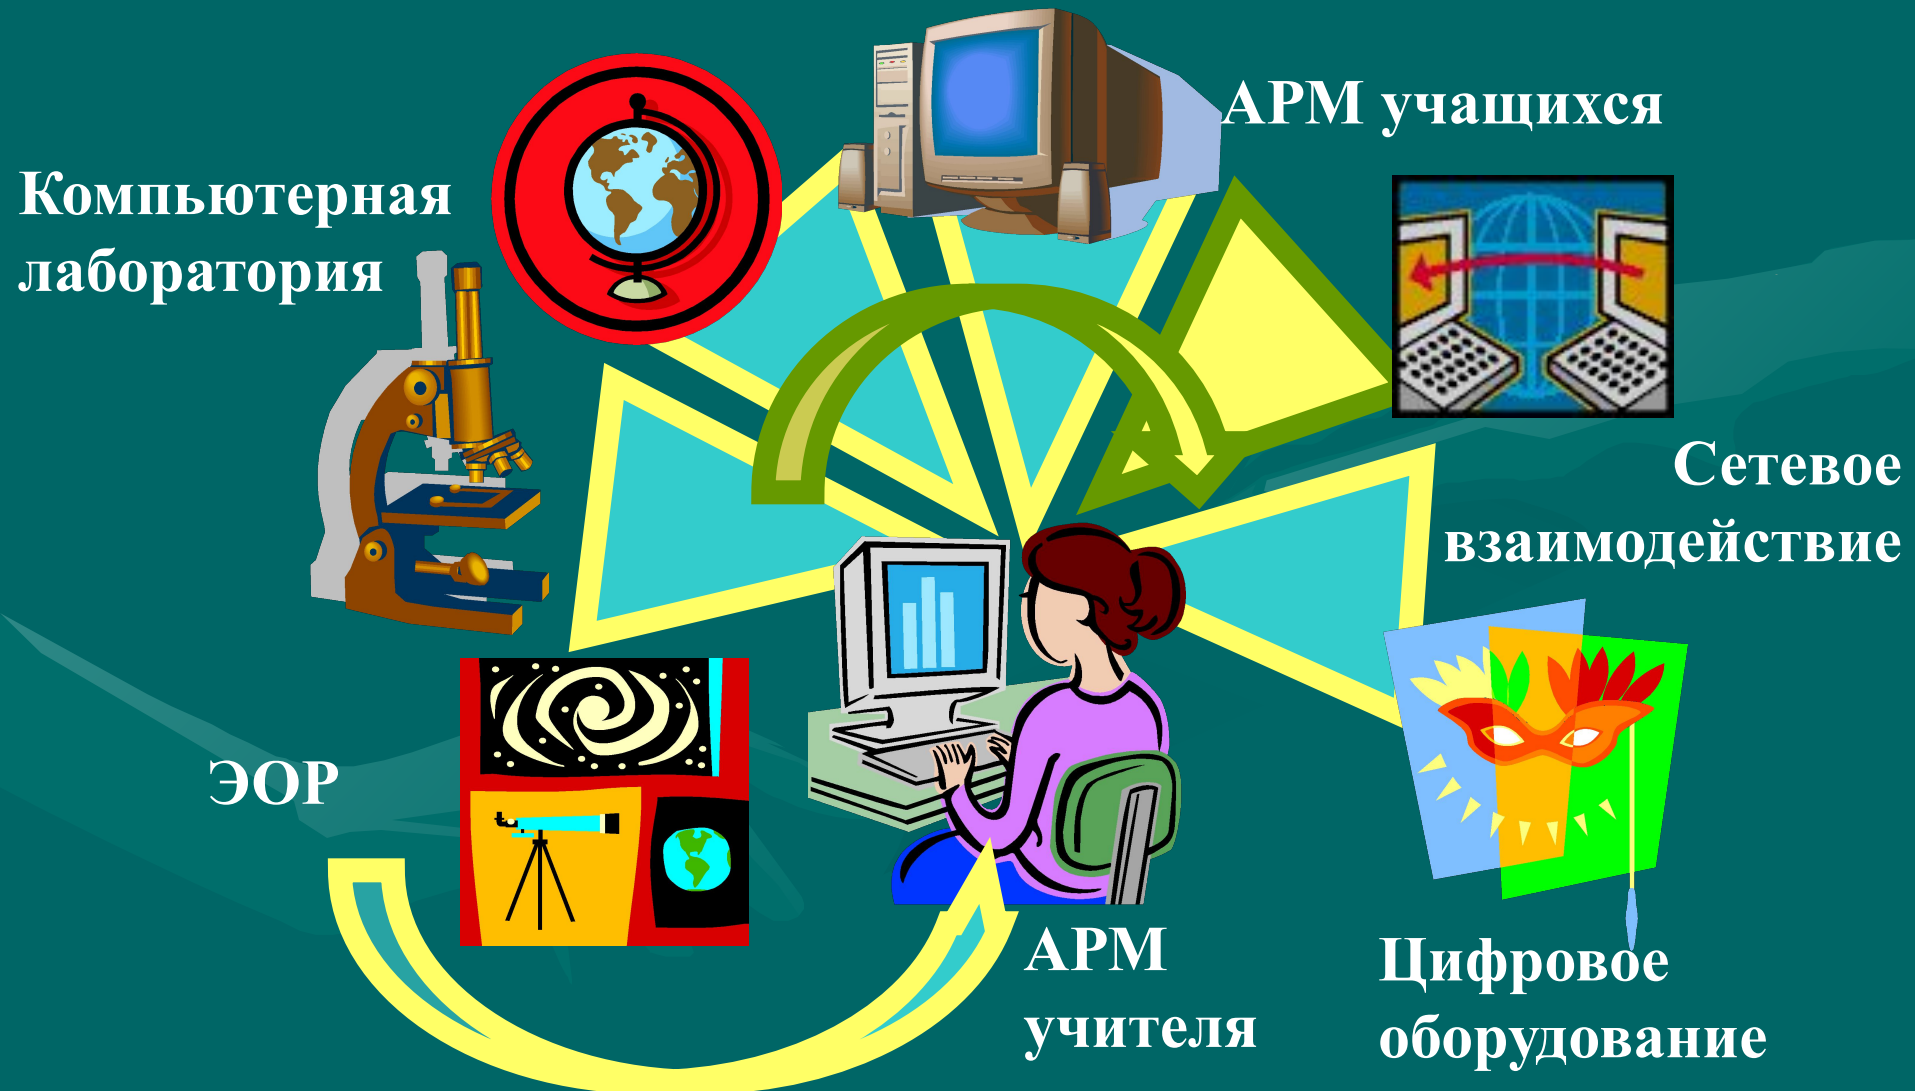 АРМ учащихся
Компьютерная
лаборатория
Сетевое
взаимодействие
ЭОР
АРМ
учителя
Цифровое
оборудование